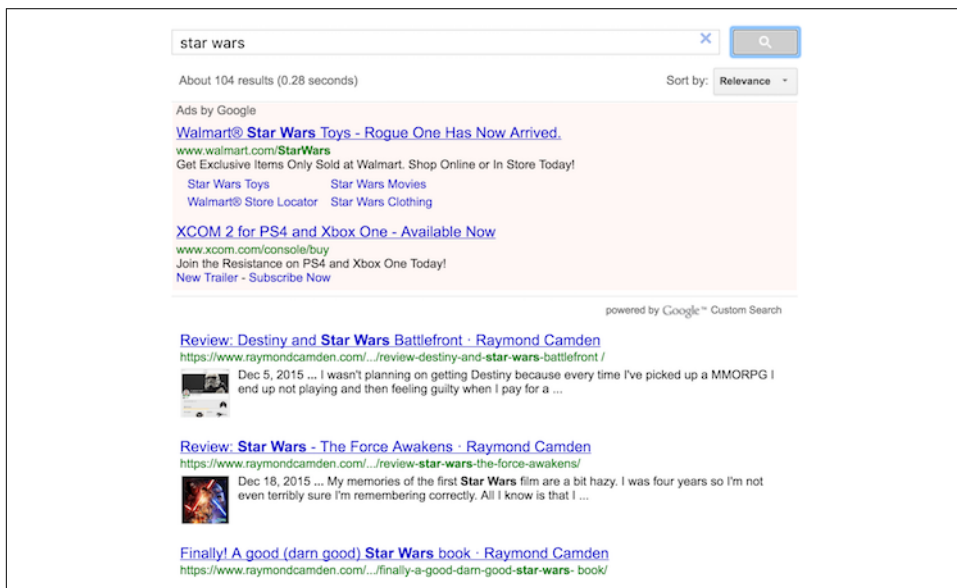 star wars
About 104 results (0.28 seconds)
Sort by: Relevance
Ads by Google
Walmart® Star Wars Toys - Rogue One Has Now Arrived.
www.walmart.com/StarWars
Get Exclusive Items Only Sold at Walmart. Shop Online or In Store Today!
Star Wars Toys Star Wars Movies
Walmart® Store Locator Star Wars Clothing
XCOM 2 for PS4 and Xbox One - Available Now
www.xcom.com/console/buy
Join the Resistance on PS4 and Xbox One Today!
New Trailer - Subscribe Now
powered by Google™ Custom Search
Review: Destiny and Star Wars Battlefront · Raymond Camden
https://www.raymondcamden.com/.../review-destiny-and-star-wars-battlefront /
Dec 5, 2015 ... I wasn't planning on getting Destiny because every time I've picked up a MMORPG I
end up not playing and then feeling guilty when I pay for a ...
Review: Star Wars - The Force Awakens · Raymond Camden
https://www.raymondcamden.com/.../review-star-wars-the-force-awakens/
Dec 18, 2015 ... My memories of the first Star Wars film are a bit hazy. I was four years so I'm not
even terribly sure I'm remembering correctly. All I know is that I ...
Finally! A good (darn good) Star Wars book · Raymond Camden
https://www.raymondcamden.com/.../finally-a-good-darn-good-star-wars- book/